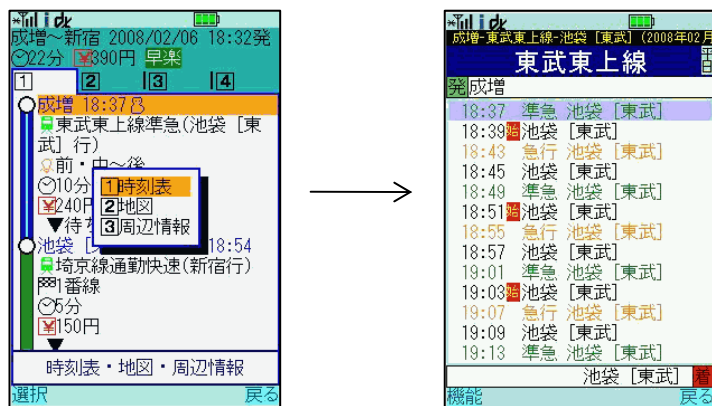 成増～新宿 2008/02/06 18:32発
22分 ¥390円 早楽
1 2 3 4
成増 18:37
東武東上線準急(池袋 [東
武] 行)
前・中～後
10分
¥240円
▼待ち
池袋 [ 18:54
埼京線通勤快速(新宿行)
1番線
5分
¥150円
▼
1時刻表
2地図
3周辺情報
時刻表・地図・周辺情報
選択 戻る
成増-東武東上線-池袋 [東武] (2008年02月
東武東上線
発 成増
18:37 準急 池袋 [東武]
18:39 始 池袋 [東武]
18:43 急行 池袋 [東武]
18:45 池袋 [東武]
18:49 準急 池袋 [東武]
18:51 始 池袋 [東武]
18:55 急行 池袋 [東武]
18:57 池袋 [東武]
19:01 準急 池袋 [東武]
19:03 始 池袋 [東武]
19:07 急行 池袋 [東武]
19:09 池袋 [東武]
19:13 準急 池袋 [東武]
池袋 [東武] 着
機能 戻る